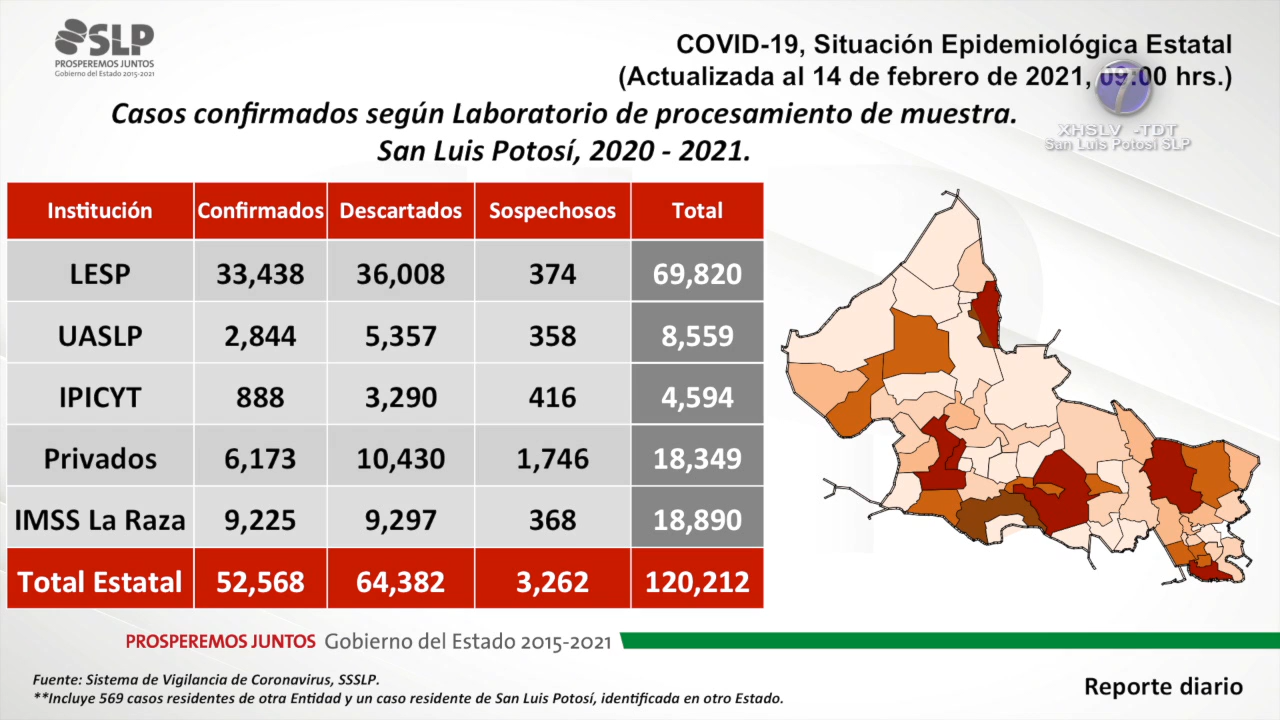 SLP
PROSPEREMOS JUNTOS
Gobierno del Estado 2015-2021
COVID-19, Situación Epidemiológica Estatal
(Actualizada al 14 de febrero de 2021, 09:00 hrs.)
7
XHSLV -TDT
San Luis Potosí SLP
Casos confirmados según Laboratorio de procesamiento de muestra.
San Luis Potosí, 2020 - 2021.
Institución Confirmados Descartados Sospechosos Total
LESP 33,438 36,008 374 69,820
UASLP 2,844 5,357 358 8,559
IPICYT 888 3,290 416 4,594
Privados 6,173 10,430 1,746 18,349
IMSS La Raza 9,225 9,297 368 18,890
Total Estatal 52,568 64,382 3,262 120,212
PROSPEREMOS JUNTOS Gobierno del Estado 2015-2021
Fuente: Sistema de Vigilancia de Coronavirus, SSSLP.
**Incluye 569 casos residentes de otra Entidad y un caso residente de San Luis Potosí, identificada en otro Estado.
Reporte diario